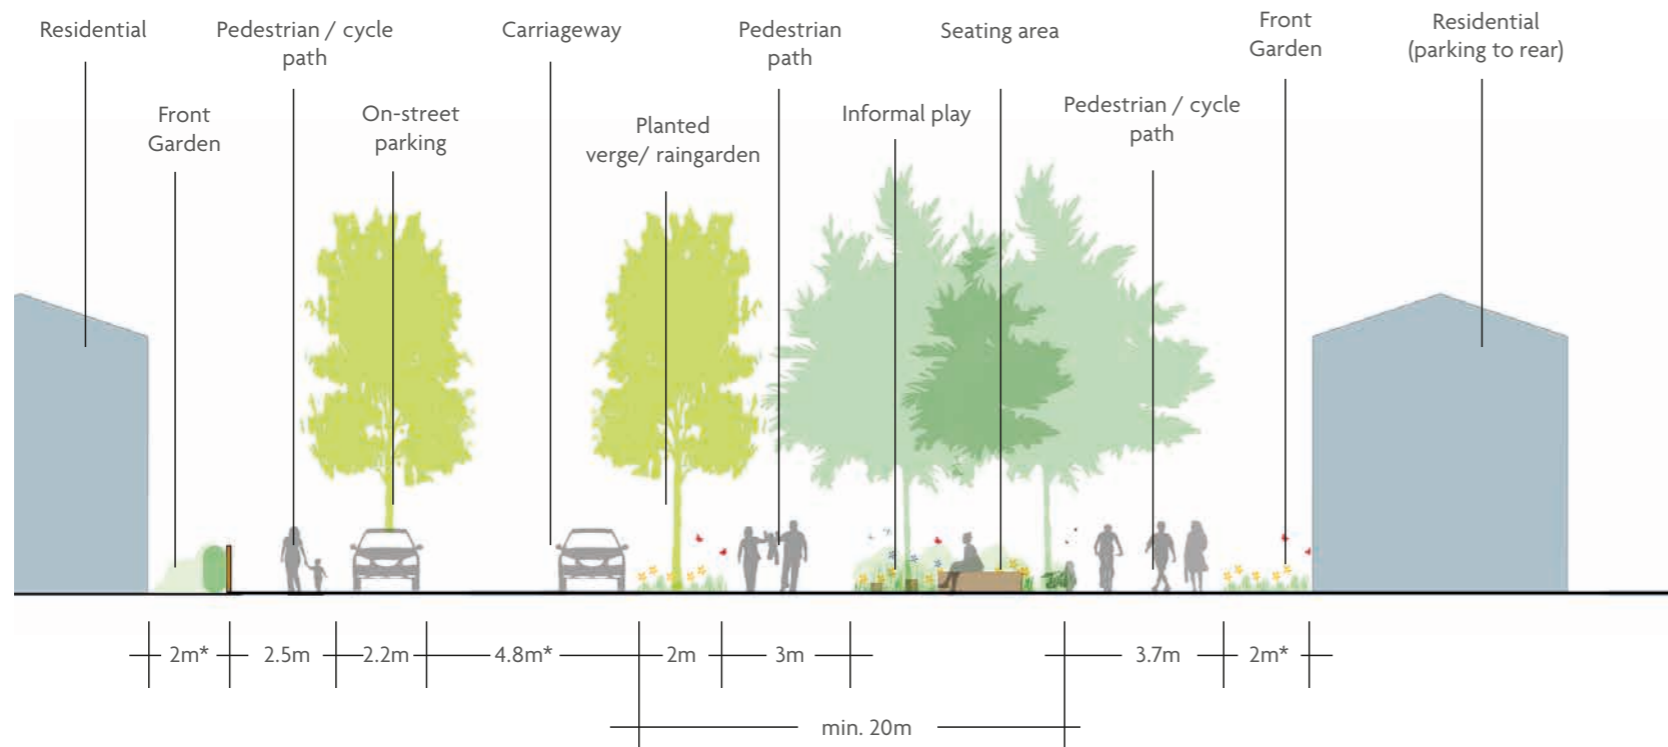 Residential
Front
Garden
Pedestrian / cycle
path
On-street
parking
Carriageway
Planted
verge/ raingarden
Pedestrian
path
Informal play
Seating area
Pedestrian / cycle
path
Front
Garden
Residential
(parking to rear)
2m*
2.5m
2.2m
4.8m*
2m
3m
3.7m
2m*
min. 20m